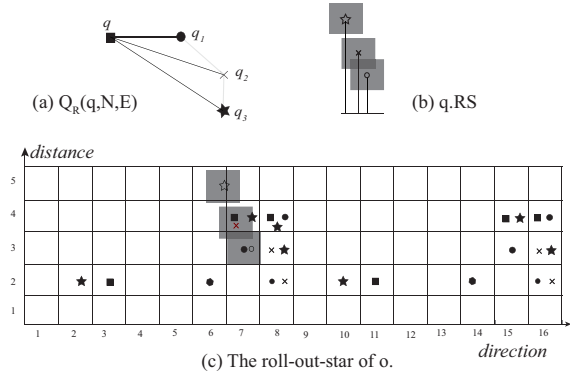 q
q1
q2
q3
(a) QR(q,N,E)
(b) q.RS
distance
5
4
3
2
1
1 2 3 4 5 6 7 8 10 11 12 13 14 15 16
direction
(c) The roll-out-star of o.